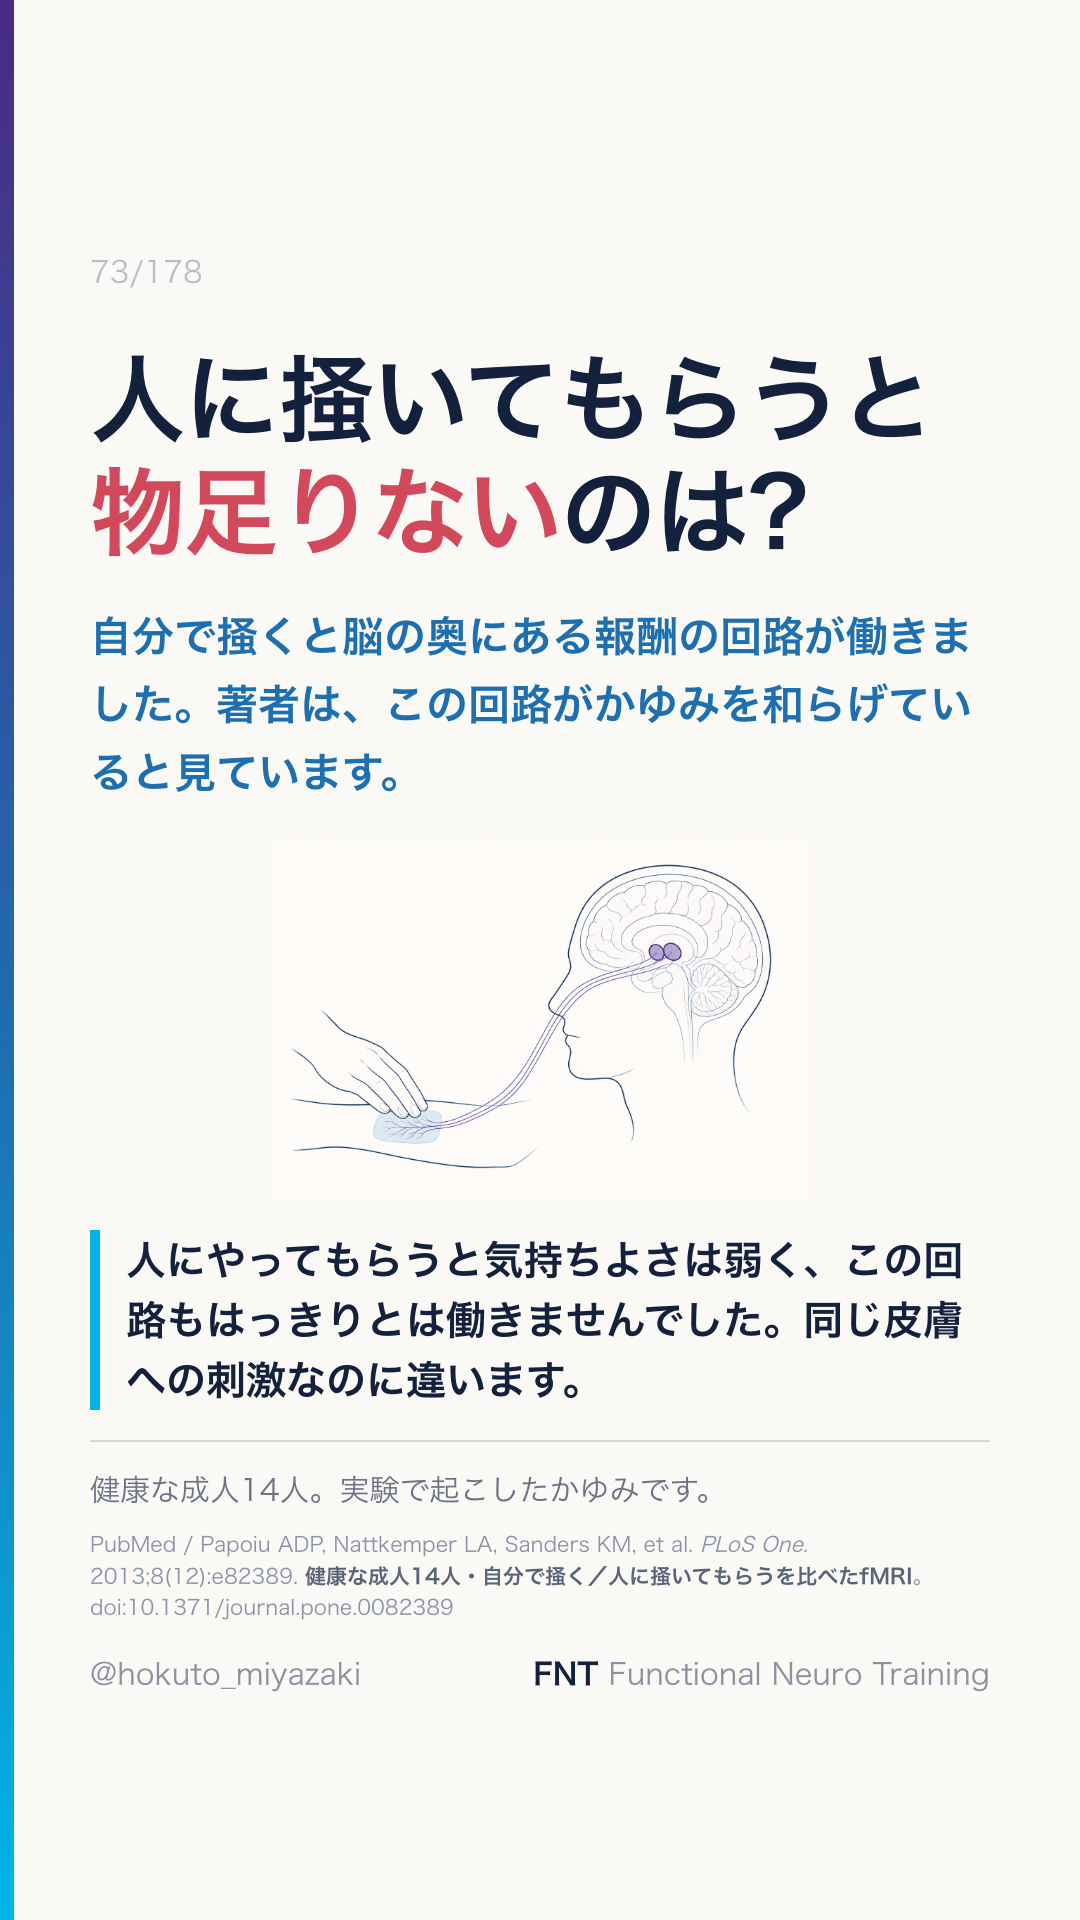 73/178
人に掻いてもらうと
物足りないのは?
自分で掻くと脳の奥にある報酬の回路が働きま
した。著者は、この回路がかゆみを和らげてい
ると見ています。
人にやってもらうと気持ちよさは弱く、この回
路もはっきりとは働きませんでした。同じ皮膚
への刺激なのに違います。
健康な成人14人。実験で起こしたかゆみです。
PubMed / Papoiu ADP, Nattkemper LA, Sanders KM, et al. PLoS One.
2013;8(12):e82389. 健康な成人14人・自分で掻く／人に掻いてもらうを比べたfMRI。
doi:10.1371/journal.pone.0082389
@hokuto_miyazaki
FNT Functional Neuro Training